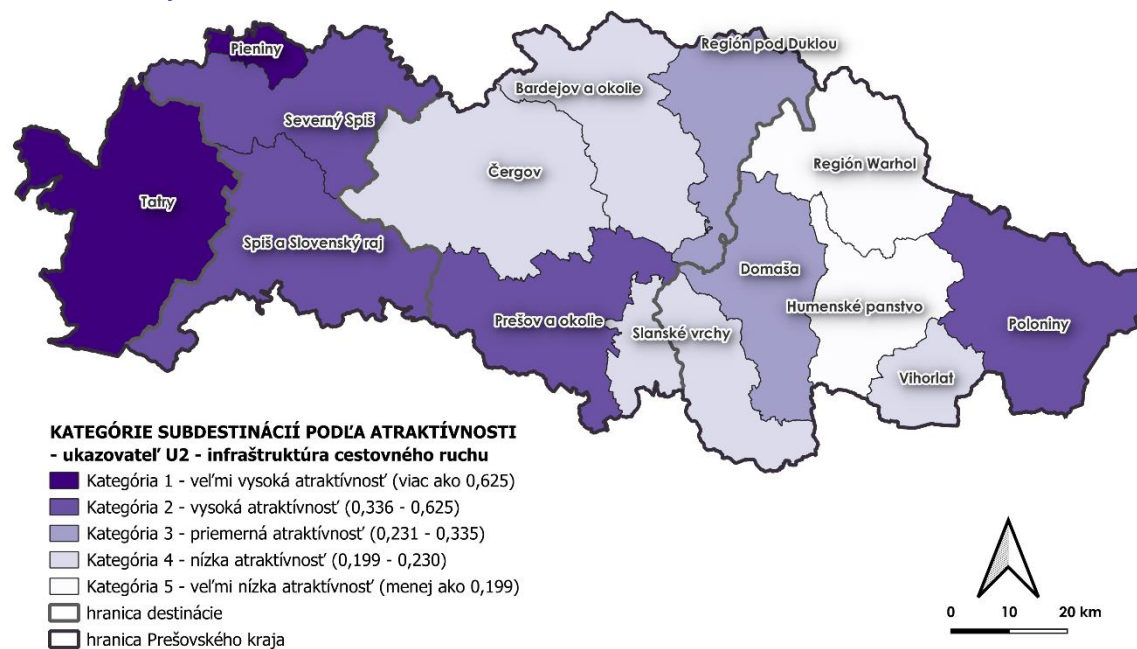 Pieniny
Región pod Duklou
Bardejov a okolie
Severný Spiš
Región Warhol
Čergov
Tatry
Spiš a Slovenský raj
Domaša
Humenské panstvo
Prešov a okolie
Poloniny
Slanské vrchy
Vihorlat
KATEGÓRIE SUBDESTINÁCIÍ PODĽA ATRAKTÍVNOSTI
- ukazovateľ U2 - infraštruktúra cestovného ruchu
Kategória 1 - veľmi vysoká atraktívnosť (viac ako 0,625)
Kategória 2 - vysoká atraktívnosť (0,336 - 0,625)
Kategória 3 - priemerná atraktívnosť (0,231 - 0,335)
Kategória 4 - nízka atraktívnosť (0,199 - 0,230)
Kategória 5 - veľmi nízka atraktívnosť (menej ako 0,199)
hranica destinácie
hranica Prešovského kraja
0 10 20 km